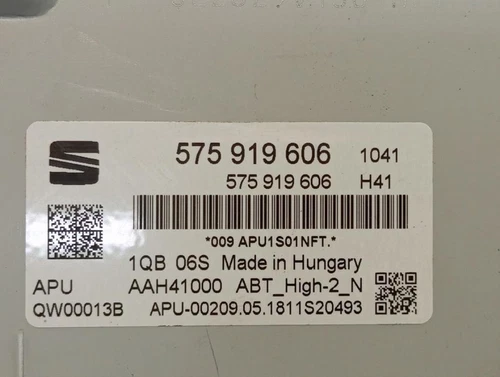 575 919 606 1041
575 919 606 H41
*009 APU1S01NFT.*
1QB 06S Made in Hungary
APU AAH41000 ABT_High-2_N
QW00013B APU-00209.05.1811S20493